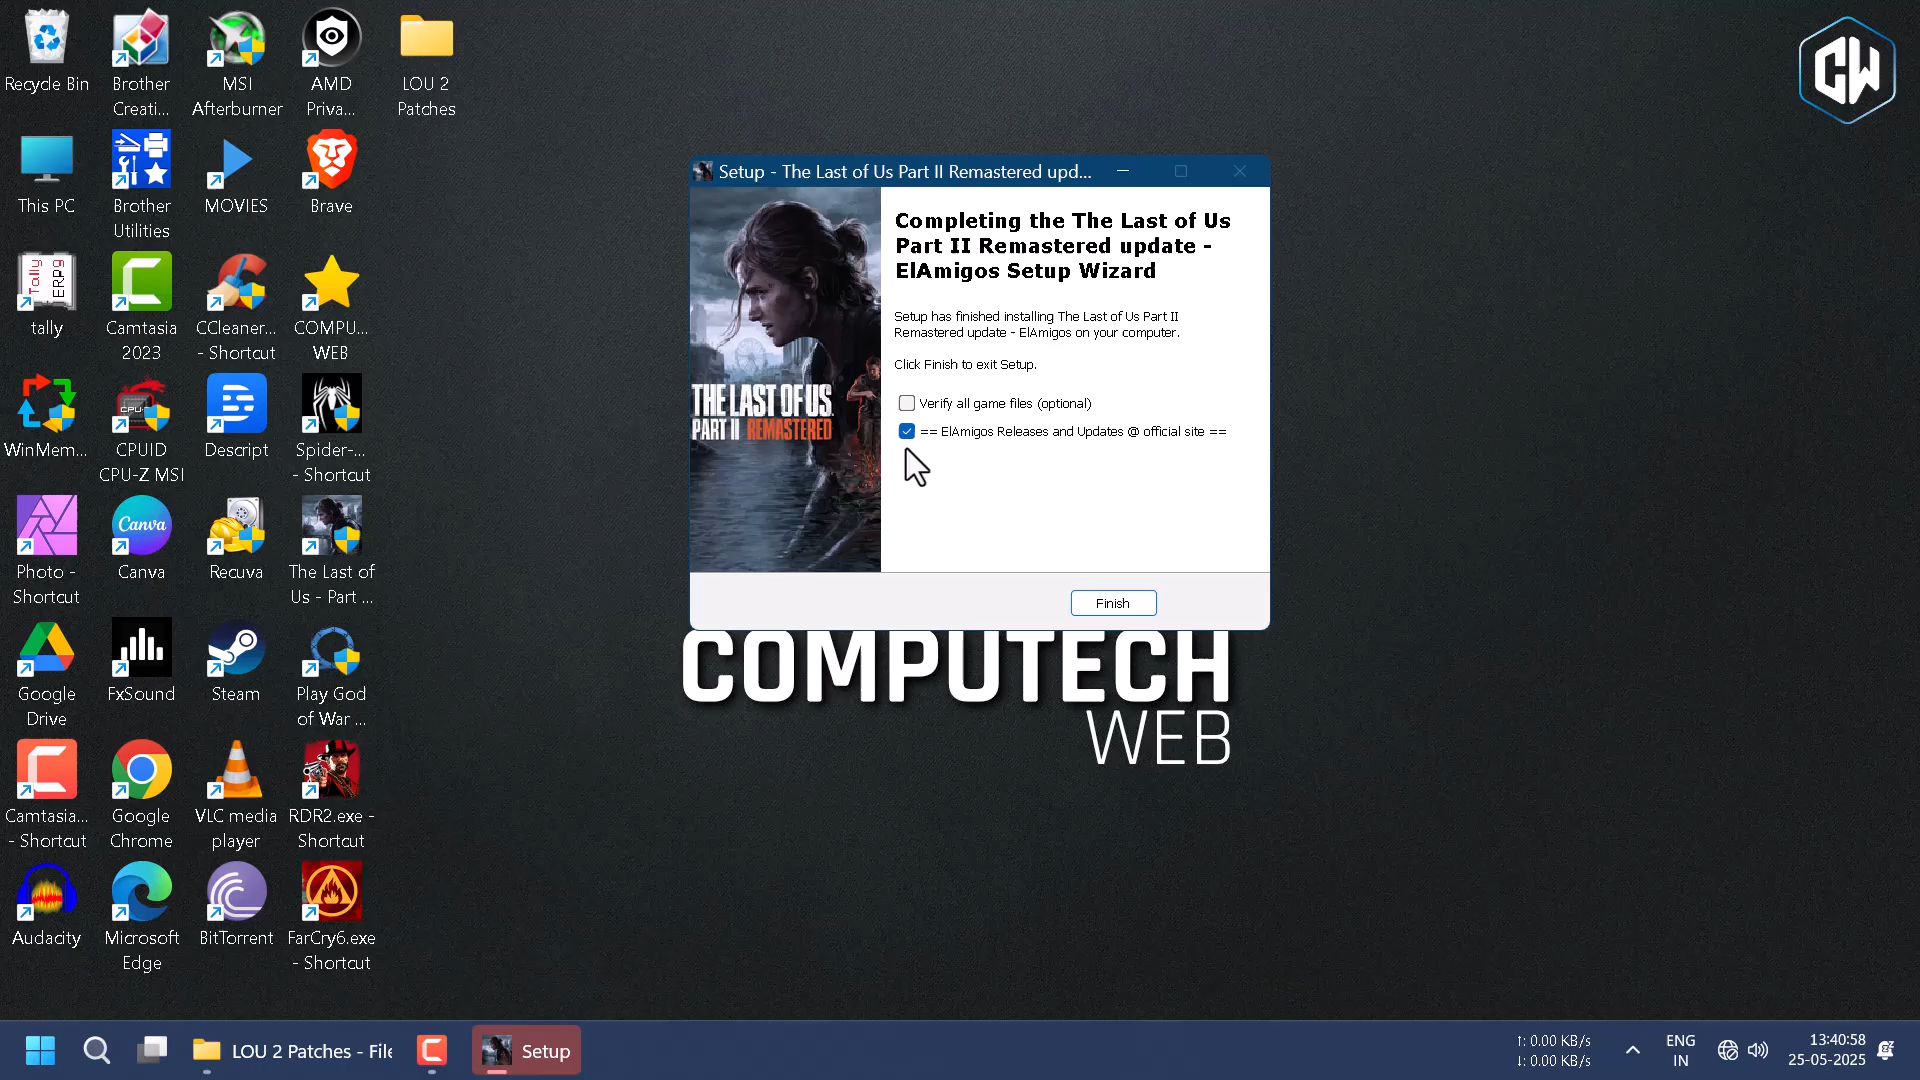 Recycle Bin
Brother
Creati...
MSI
Afterburner
AMD
Priva...
LOU 2
Patches
This PC
Brother
Utilities
MOVIES
Brave
Tally
ERP9
tally
Camtasia
2023
CCleaner...
- Shortcut
COMPU...
WEB
WinMem...
CPU-Z
CPUID
CPU-Z MSI
Descript
Spider-...
- Shortcut
Photo -
Shortcut
Canva
Canva
Recuva
The Last of
Us - Part ...
Google
Drive
FxSound
Steam
Play God
of War ...
Camtasia...
- Shortcut
Google
Chrome
VLC media
player
RDR2.exe -
Shortcut
Audacity
Microsoft
Edge
BitTorrent
FarCry6.exe
- Shortcut
CW
Setup - The Last of Us Part II Remastered upd...
THE LAST OF US
PART II REMASTERED
Completing the The Last of Us
Part II Remastered update -
ElAmigos Setup Wizard
Setup has finished installing The Last of Us Part II
Remastered update - ElAmigos on your computer.
Click Finish to exit Setup.
Verify all game files (optional)
== ElAmigos Releases and Updates @ official site ==
Finish
COMPUTECH
WEB
LOU 2 Patches - File
Setup
↑: 0.00 KB/s
↓: 0.00 KB/s
ENG
IN
13:40:58
25-05-2025